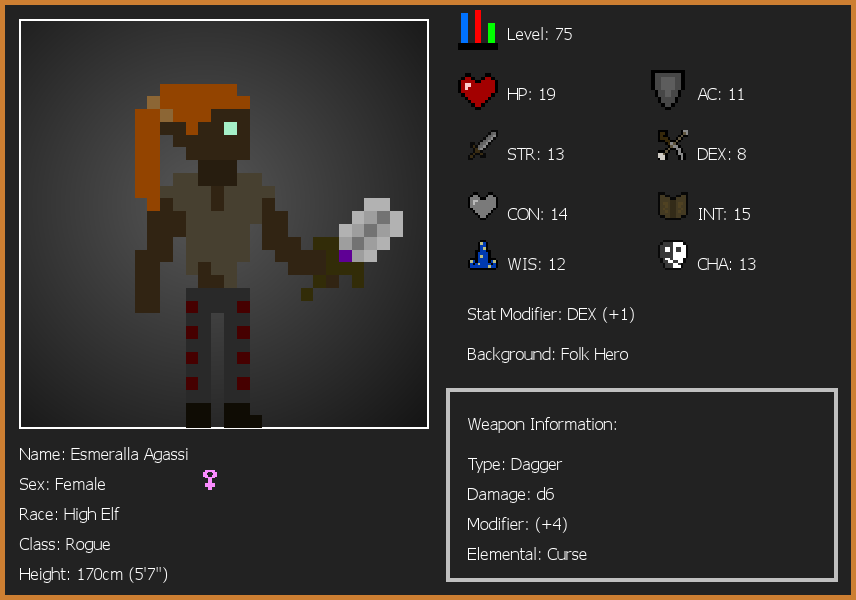 Level: 75
HP: 19
AC: 11
STR: 13
DEX: 8
CON: 14
INT: 15
WIS: 12
CHA: 13
Stat Modifier: DEX (+1)
Background: Folk Hero
Weapon Information:
Type: Dagger
Damage: d6
Modifier: (+4)
Elemental: Curse
Name: Esmeralla Agassi
Sex: Female
Race: High Elf
Class: Rogue
Height: 170cm (5'7")